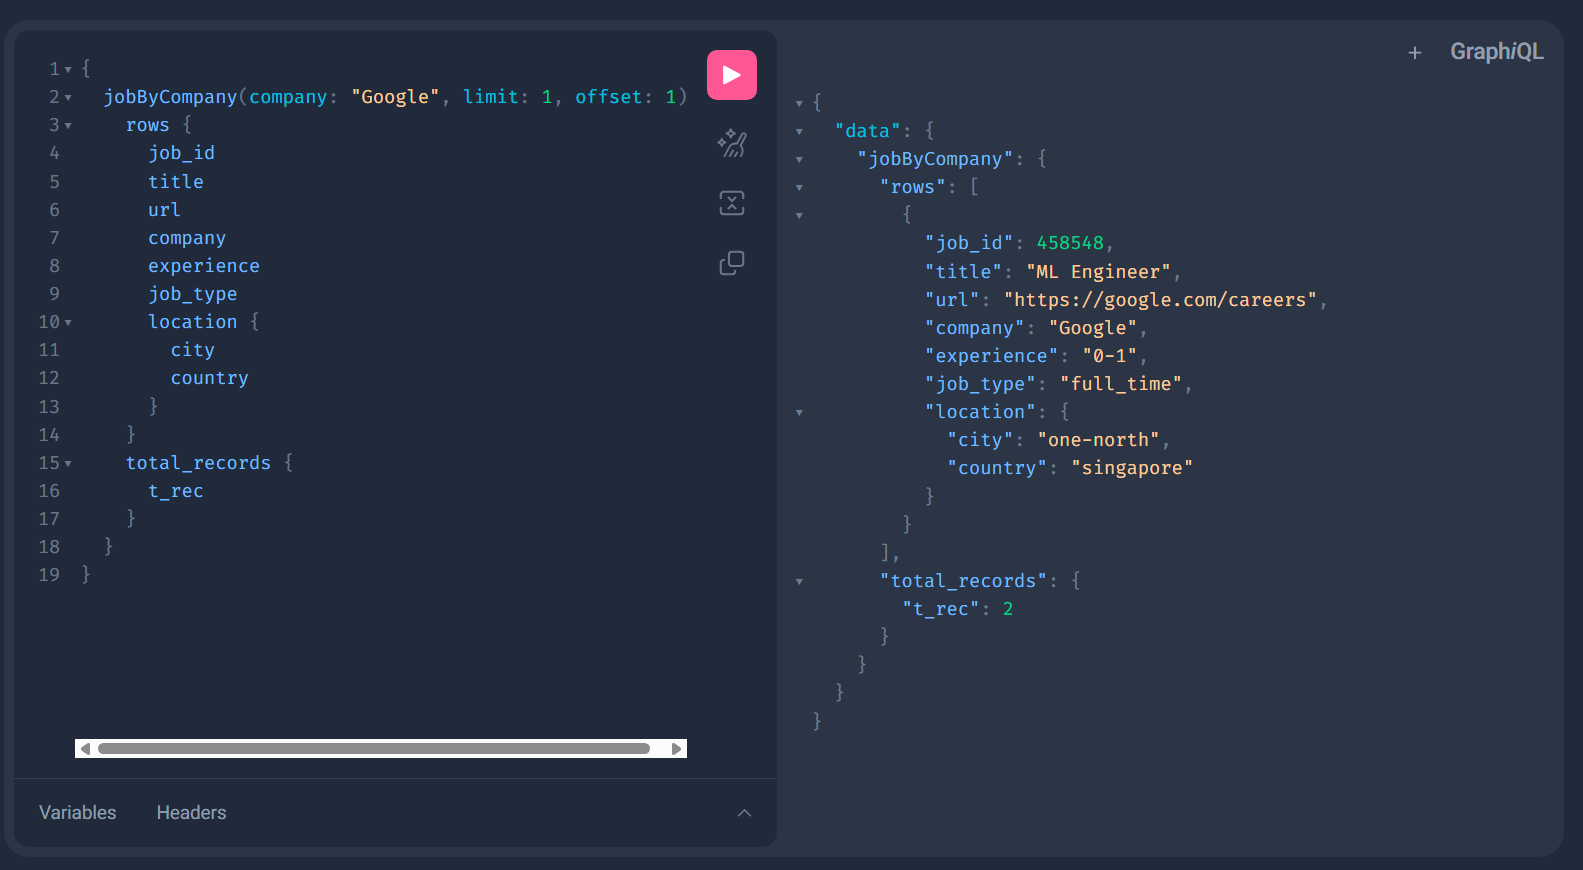 1 {
2 jobByCompany(company: "Google", limit: 1, offset: 1)
3 rows {
4 job_id
5 title
6 url
7 company
8 experience
9 job_type
10 location {
11 city
12 country
13 }
14 }
15 total_records {
16 t_rec
17 }
18 }
19 }
Variables Headers
+ GraphiQL
{
"data": {
"jobByCompany": {
"rows": [
{
"job_id": 458548,
"title": "ML Engineer",
"url": "https://google.com/careers",
"company": "Google",
"experience": "0-1",
"job_type": "full_time",
"location": {
"city": "one-north",
"country": "singapore"
}
}
],
"total_records": {
"t_rec": 2
}
}
}
}